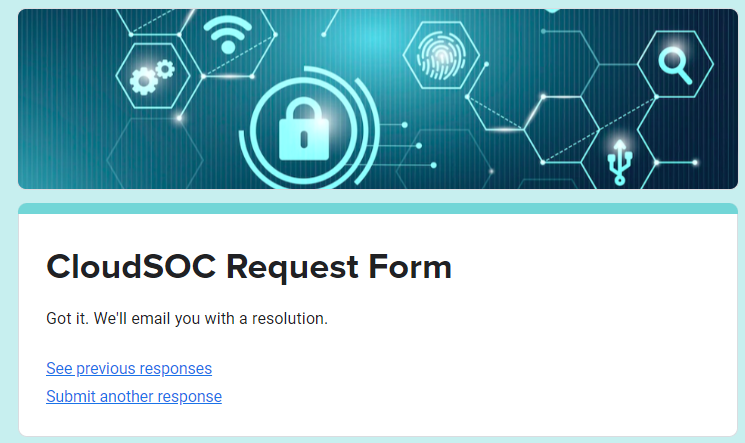 CloudSOC Request Form
Got it. We'll email you with a resolution.
See previous responses
Submit another response